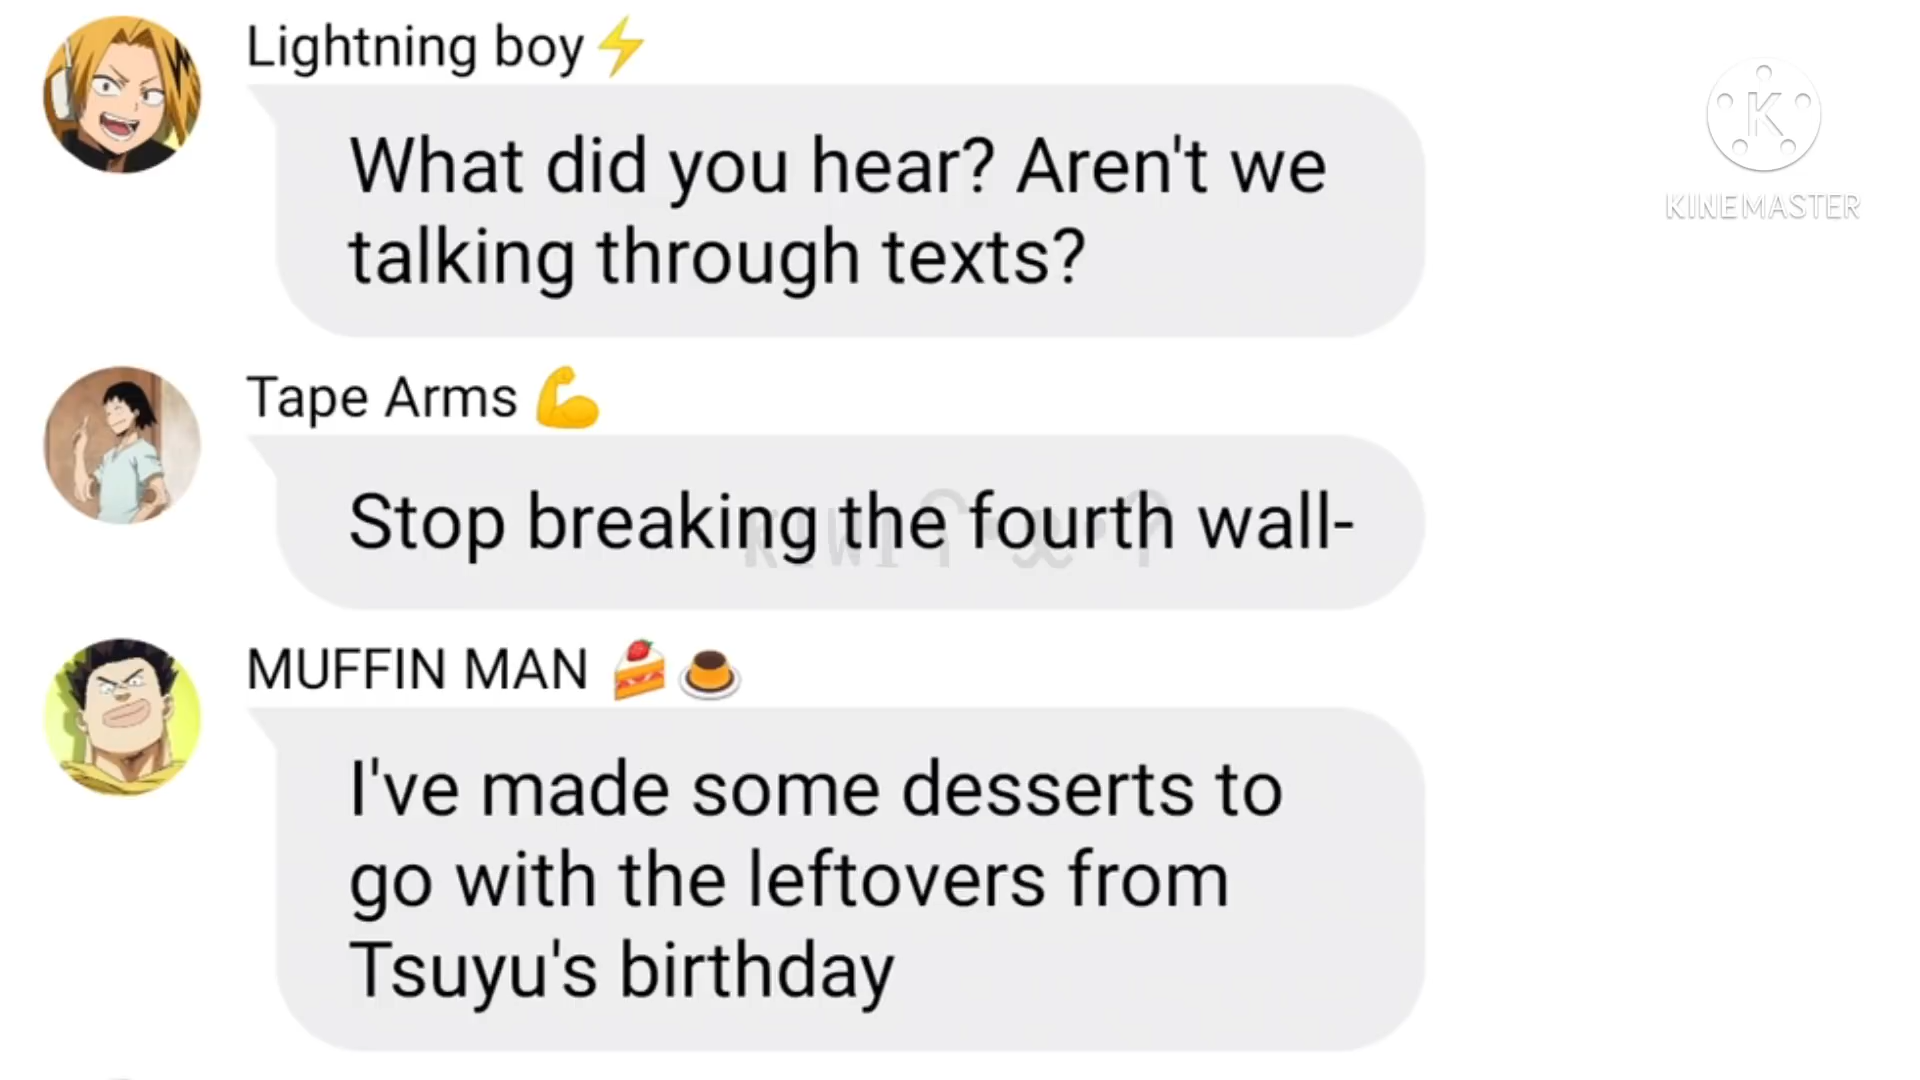 Lightning boy⚡
What did you hear? Aren't we
talking through texts?
K
KINEMASTER
Tape Arms 💪
Stop breaking the fourth wall-
KIWI
MUFFIN MAN 🍰🍮
I've made some desserts to
go with the leftovers from
Tsuyu's birthday